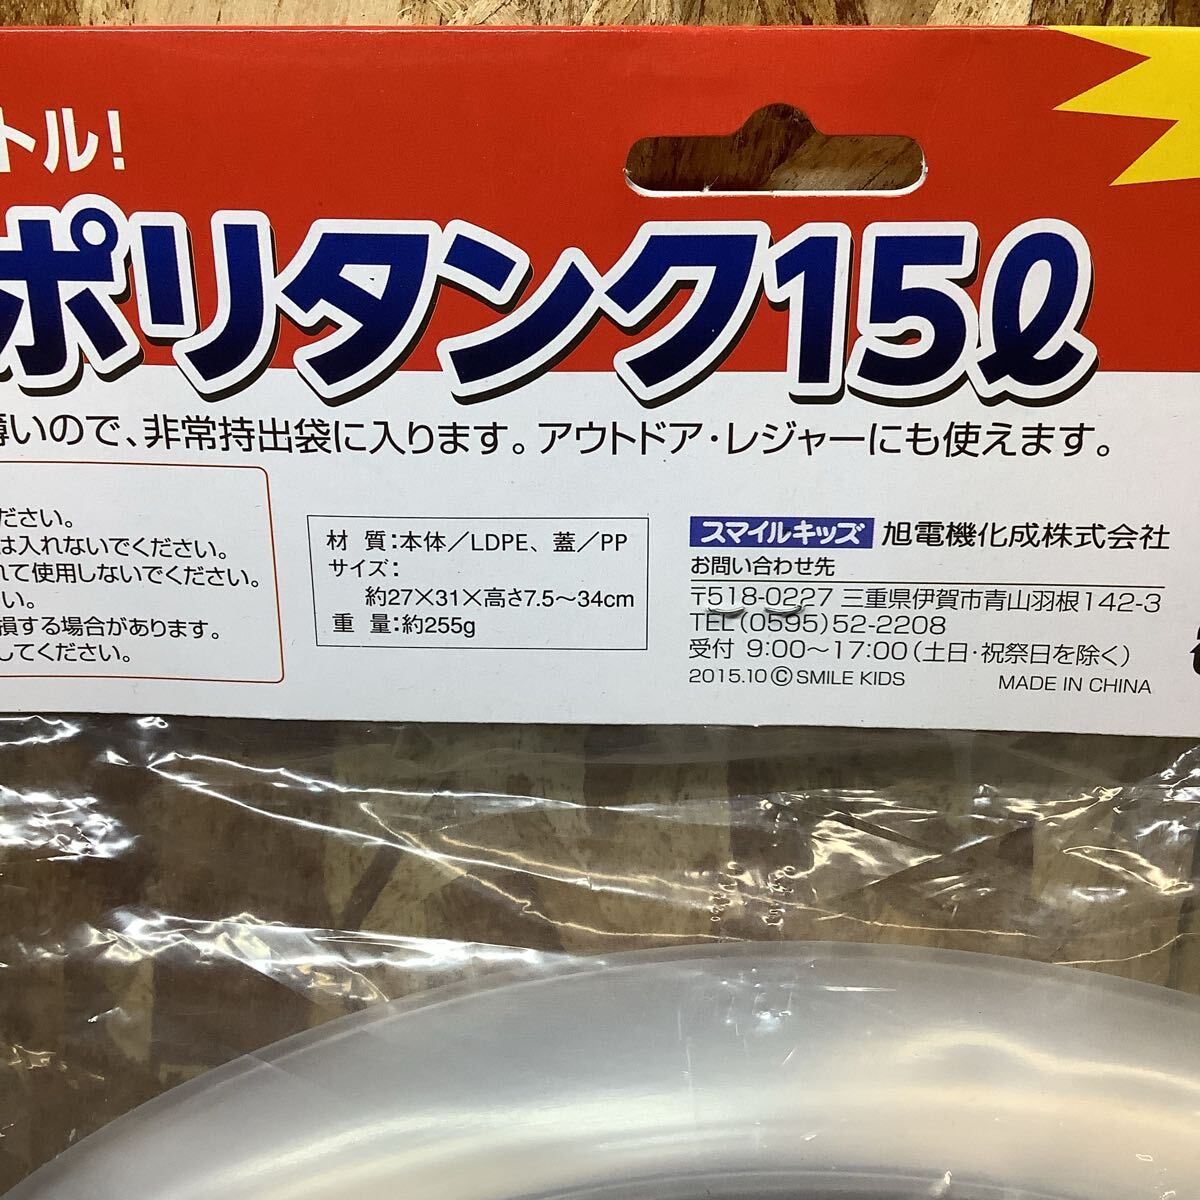 トル!
ポリタンク15ℓ
薄いので、非常持出袋に入ります。アウトドア・レジャーにも使えます。
ださい。
は入れないでください。
れて使用しないでください。
い。
損する場合があります。
してください。
材 質:本体／LDPE、蓋／PP
サイズ:
約27×31×高さ7.5～34cm
重 量:約255g
スマイルキッズ 旭電機化成株式会社
お問い合わせ先
〒518-0227 三重県伊賀市青山羽根142-3
TEL(0595)52-2208
受付 9:00～17:00(土日・祝祭日を除く)
2015.10 © SMILE KIDS MADE IN CHINA